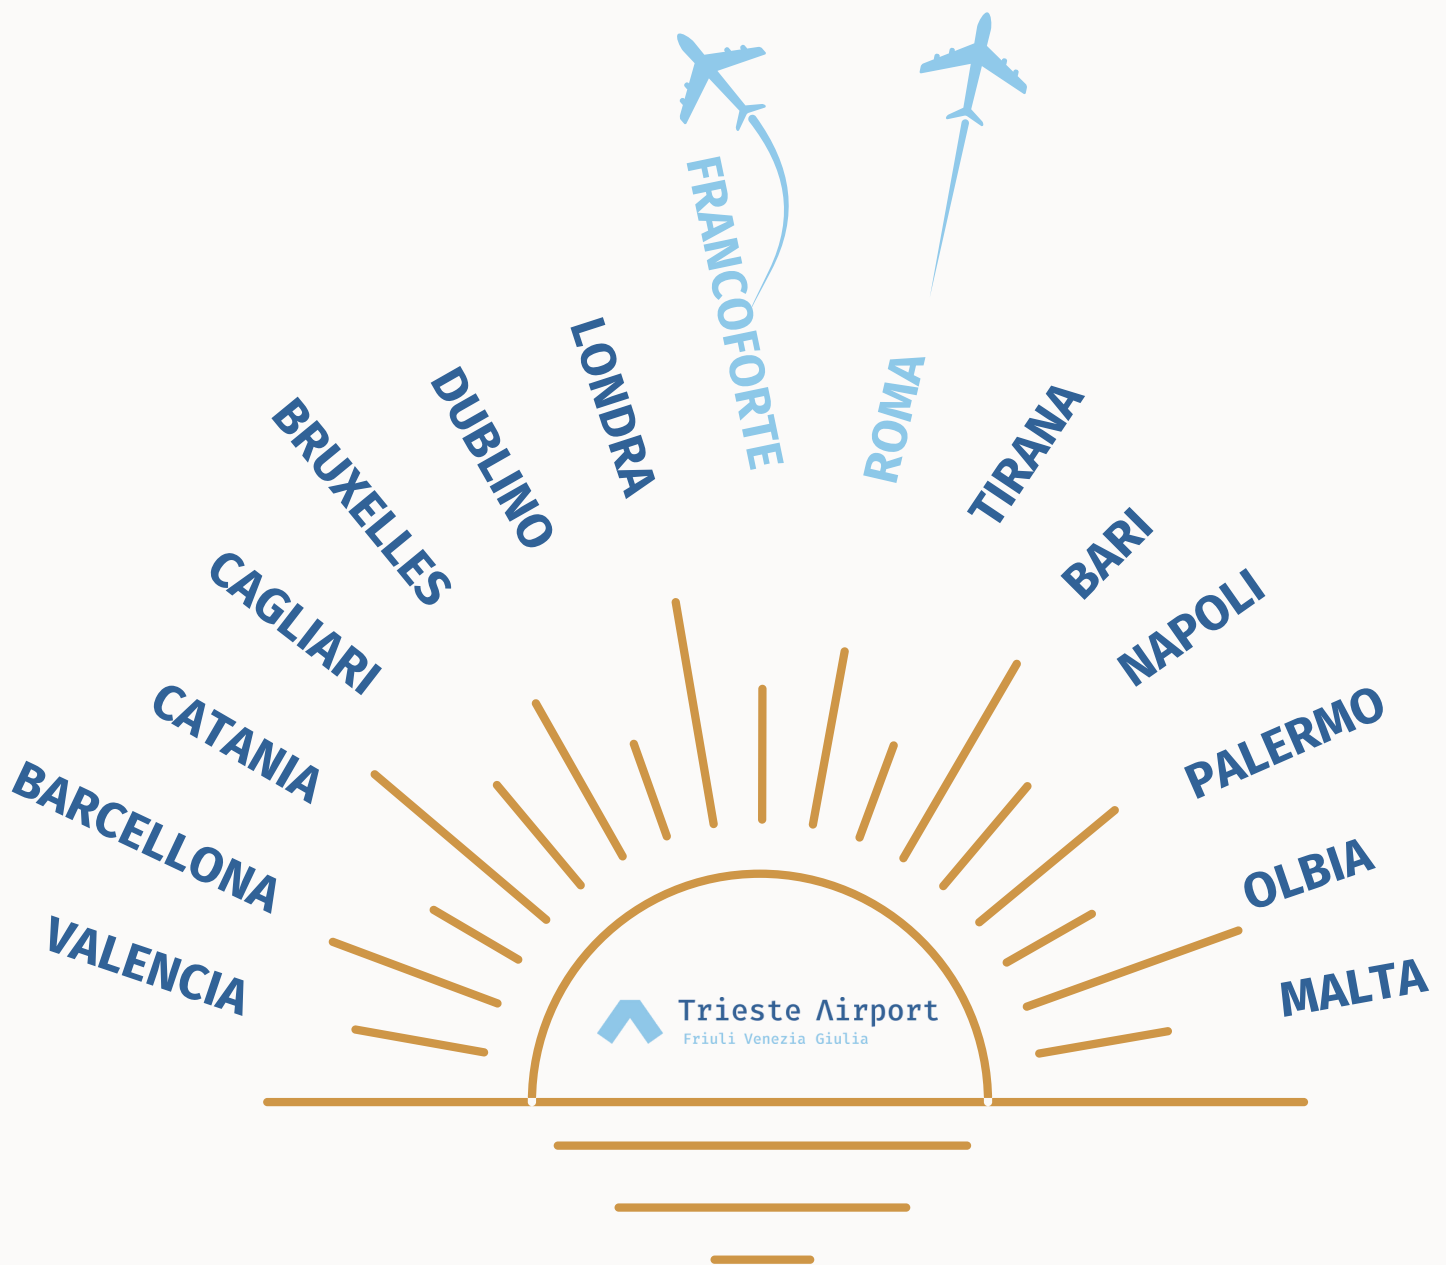 VALENCIA
BARCELLONA
CATANIA
CAGLIARI
BRUXELLES
DUBLINO
LONDRA
FRANCOFORTE
ROMA
TIRANA
BARI
NAPOLI
PALERMO
OLBIA
MALTA
Trieste Airport
Friuli Venezia Giulia